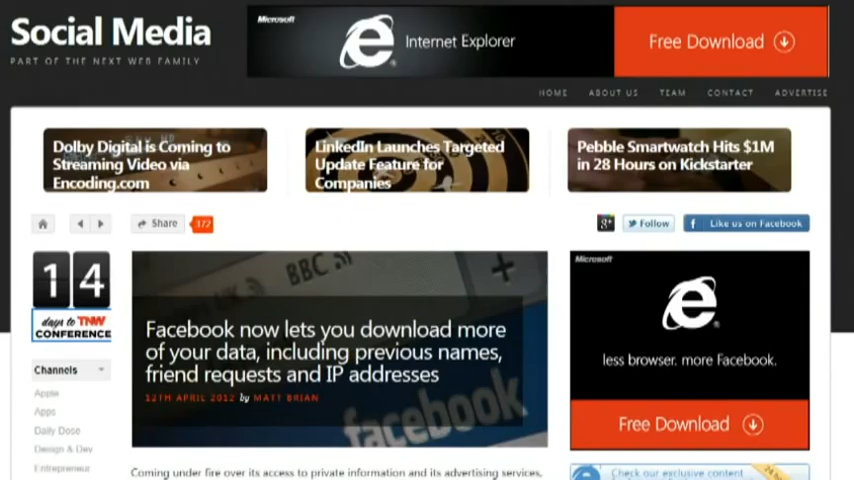 Social Media
PART OF THE NEXT WEB FAMILY
Microsoft
Internet Explorer
Free Download
HOME ABOUT US TEAM CONTACT ADVERTISE
Dolby Digital is Coming to
Streaming Video via
Encoding.com
LinkedIn Launches Targeted
Update Feature for
Companies
Pebble Smartwatch Hits $1M
in 28 Hours on Kickstarter
Share 372
g+ Follow f Like us on Facebook
14
days to TNW
CONFERENCE
Channels
Apple
Apps
Daily Dose
Design & Dev
Entrepreneur
BBC
Facebook now lets you download more
of your data, including previous names,
friend requests and IP addresses
12TH APRIL 2012 by MATT BRIAN
facebook
Coming under fire over its access to private information and its advertising services,
Microsoft
less browser. more Facebook.
Free Download
Check our exclusive content